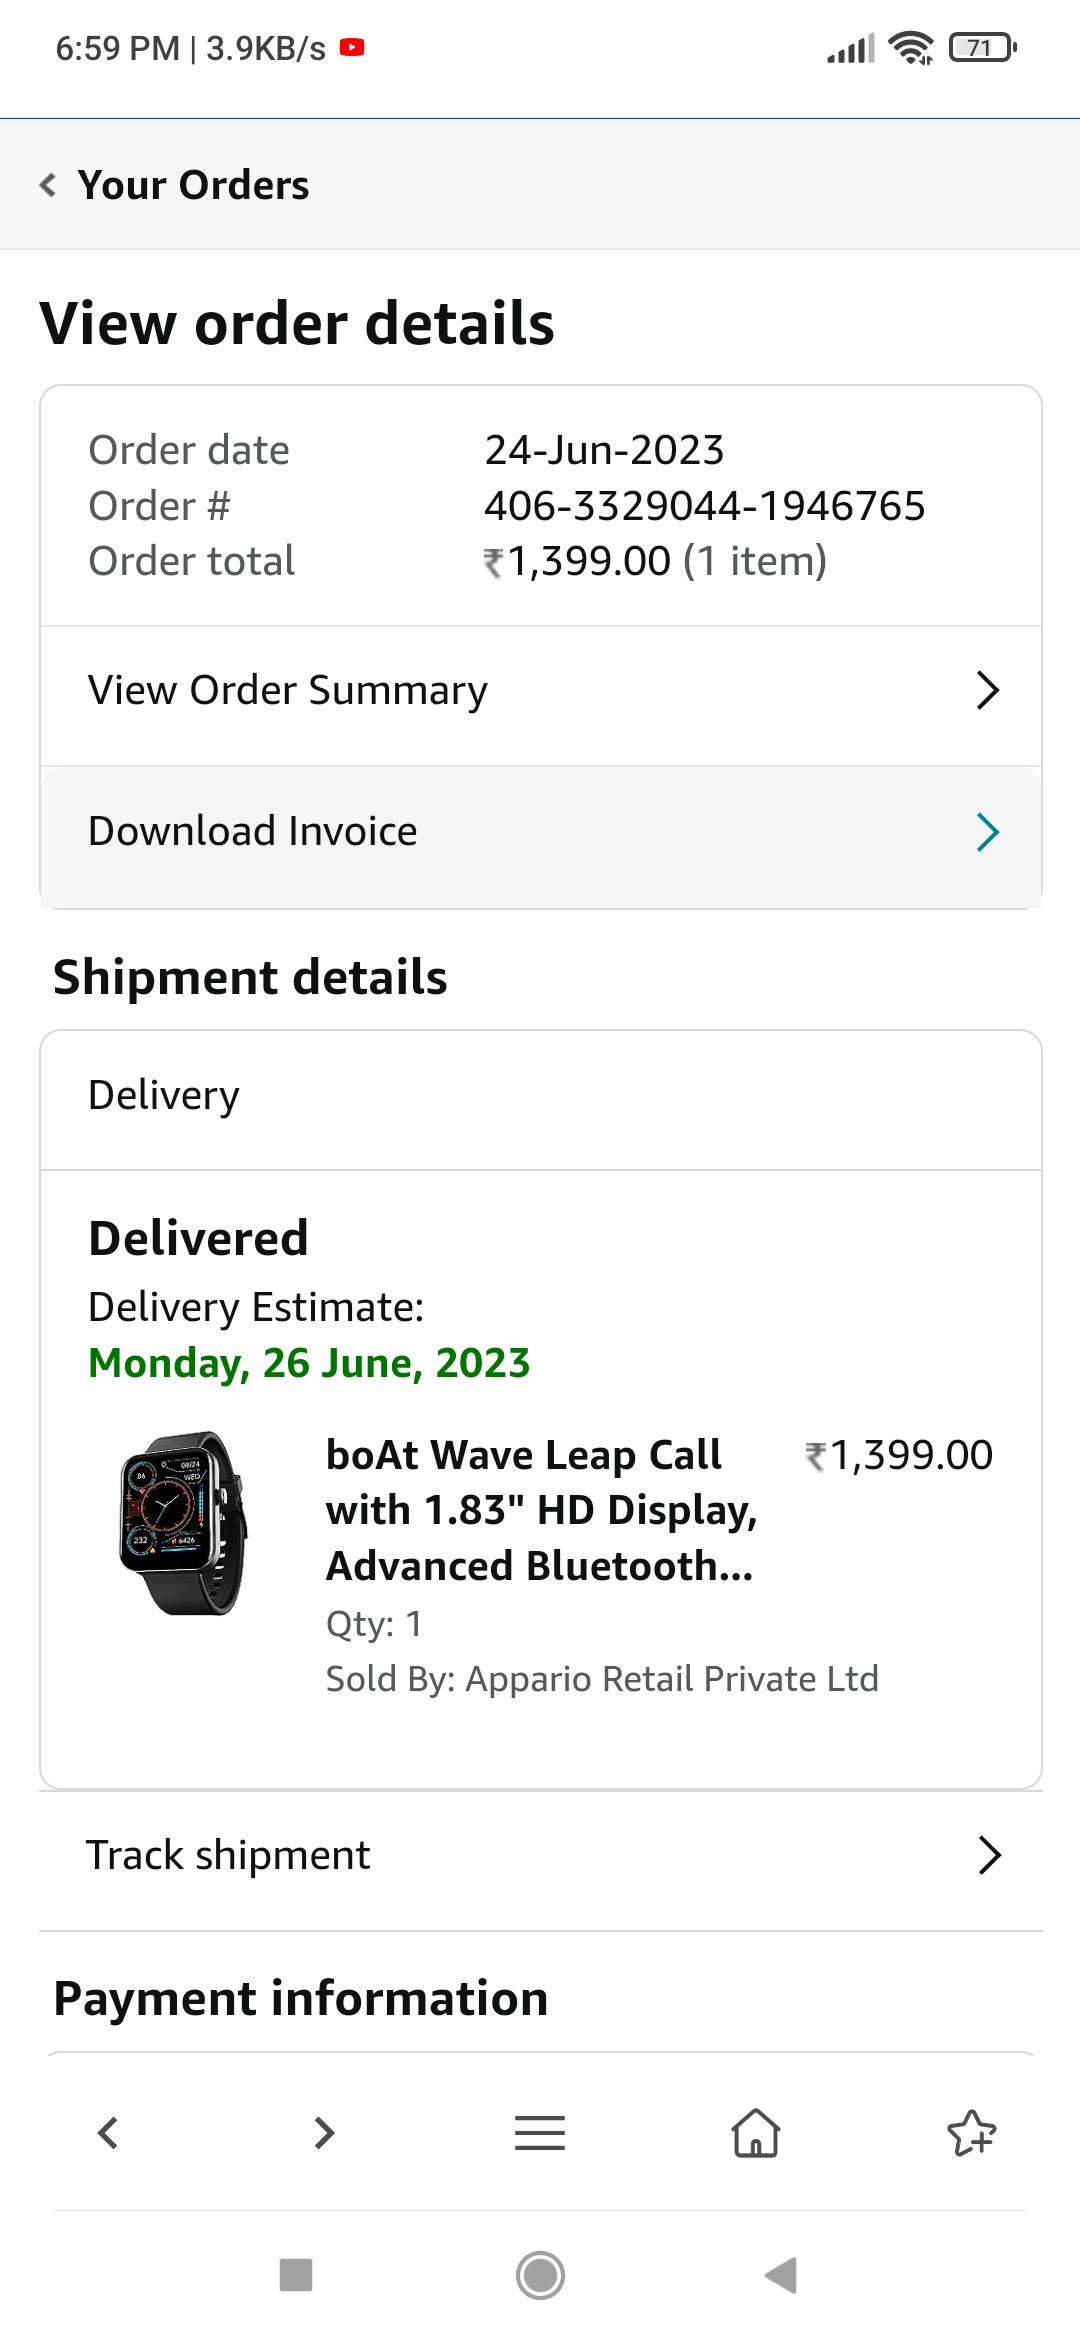 6:59 PM | 3.9KB/s
71
Your Orders
View order details
Order date 24-Jun-2023
Order # 406-3329044-1946765
Order total ₹1,399.00 (1 item)
View Order Summary
Download Invoice
Shipment details
Delivery
Delivered
Delivery Estimate:
Monday, 26 June, 2023
boAt Wave Leap Call ₹1,399.00
with 1.83" HD Display,
Advanced Bluetooth...
Qty: 1
Sold By: Appario Retail Private Ltd
Track shipment
Payment information